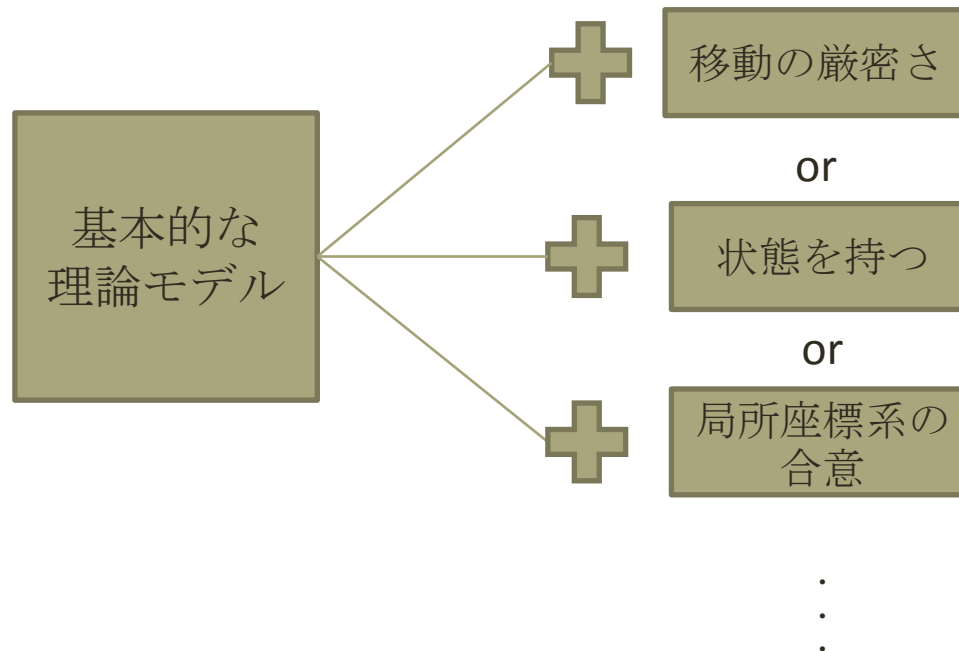 基本的な
理論モデル
移動の厳密さ
or
状態を持つ
or
局所座標系の
合意
.
.
.